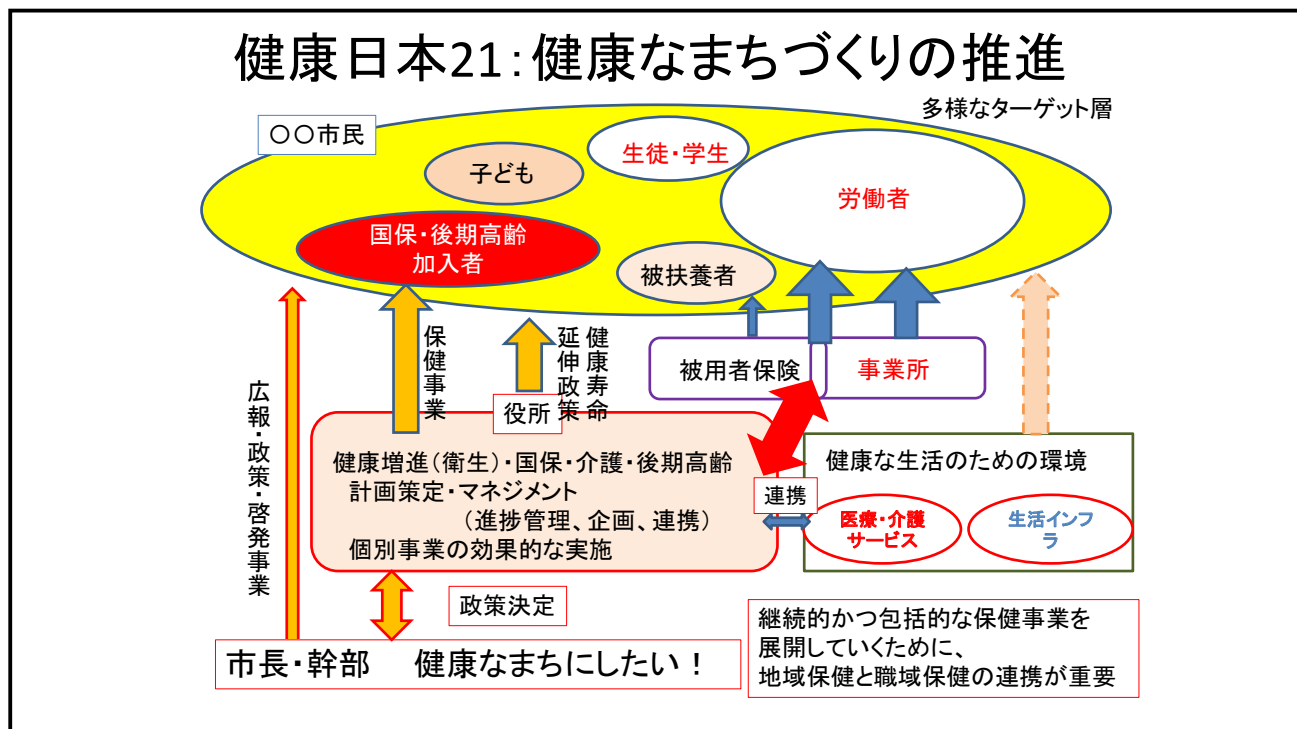 健康日本21：健康なまちづくりの推進
多様なターゲット層
〇〇市民
子ども
生徒・学生
労働者
国保・後期高齢
加入者
被扶養者
保健事業
健康寿命
延伸政策
役所
被用者保険
事業所
広報・政策・啓発事業
健康増進（衛生）・国保・介護・後期高齢
計画策定・マネジメント
（進捗管理、企画、連携）
個別事業の効果的な実施
連携
健康な生活のための環境
医療・介護
サービス
生活インフ
ラ
政策決定
市長・幹部　健康なまちにしたい！
継続的かつ包括的な保健事業を
展開していくために、
地域保健と職域保健の連携が重要